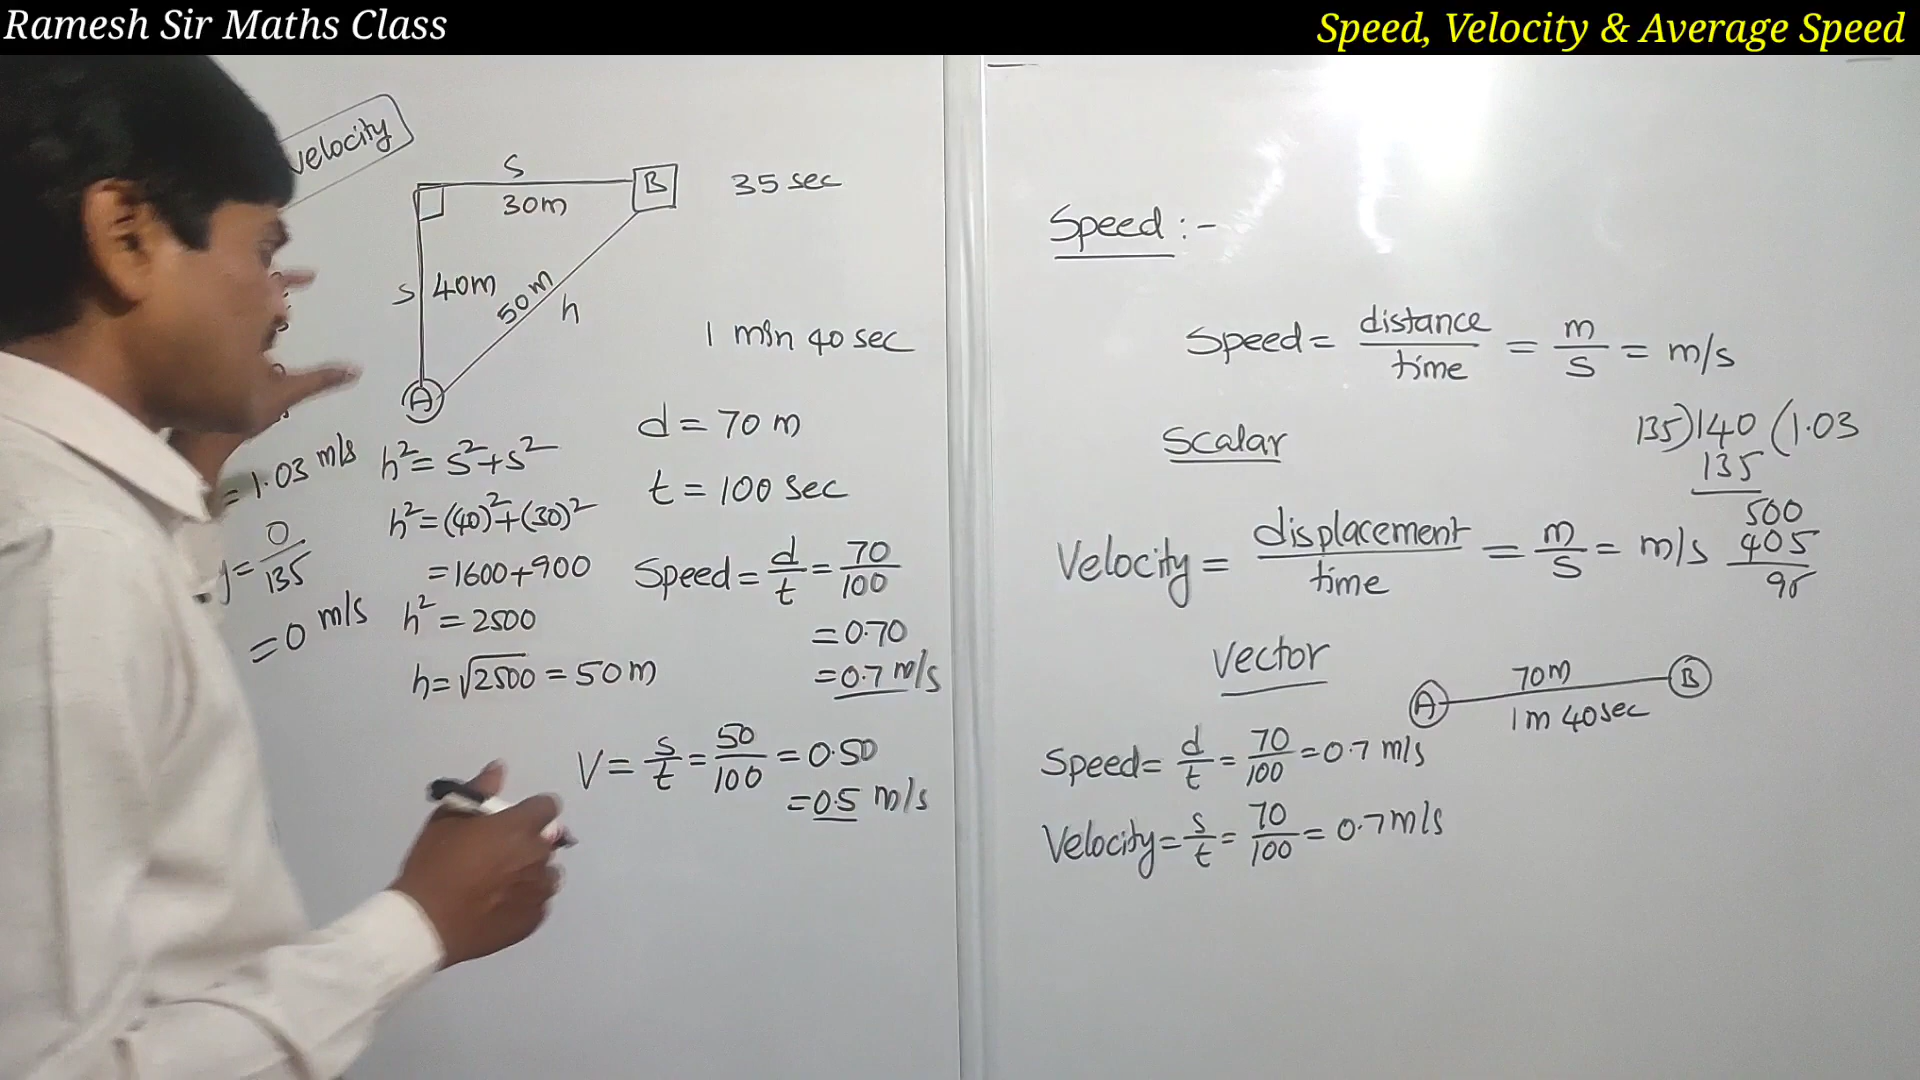 Ramesh Sir Maths Class
Speed, Velocity & Average Speed
velocity
S
30m
B
35 sec
S
40m
50m
h
A
1 min 40 sec
= 1.03 m/s
y = 0/135
= 0 m/s
h² = s² + s²
h² = (40)² + (30)²
= 1600 + 900
h² = 2500
h = √2500 = 50 m
d = 70 m
t = 100 sec
Speed = d/t = 70/100
= 0.70
= 0.7 m/s
V = s/t = 50/100 = 0.50
= 0.5 m/s
Speed :-
Speed = distance/time = m/s = m/s
Scalar
135)140(1.03
135
500
405
95
Velocity = displacement/time = m/s = m/s
Vector
A 70m B
1m 40sec
Speed = d/t = 70/100 = 0.7 m/s
Velocity = s/t = 70/100 = 0.7 m/s